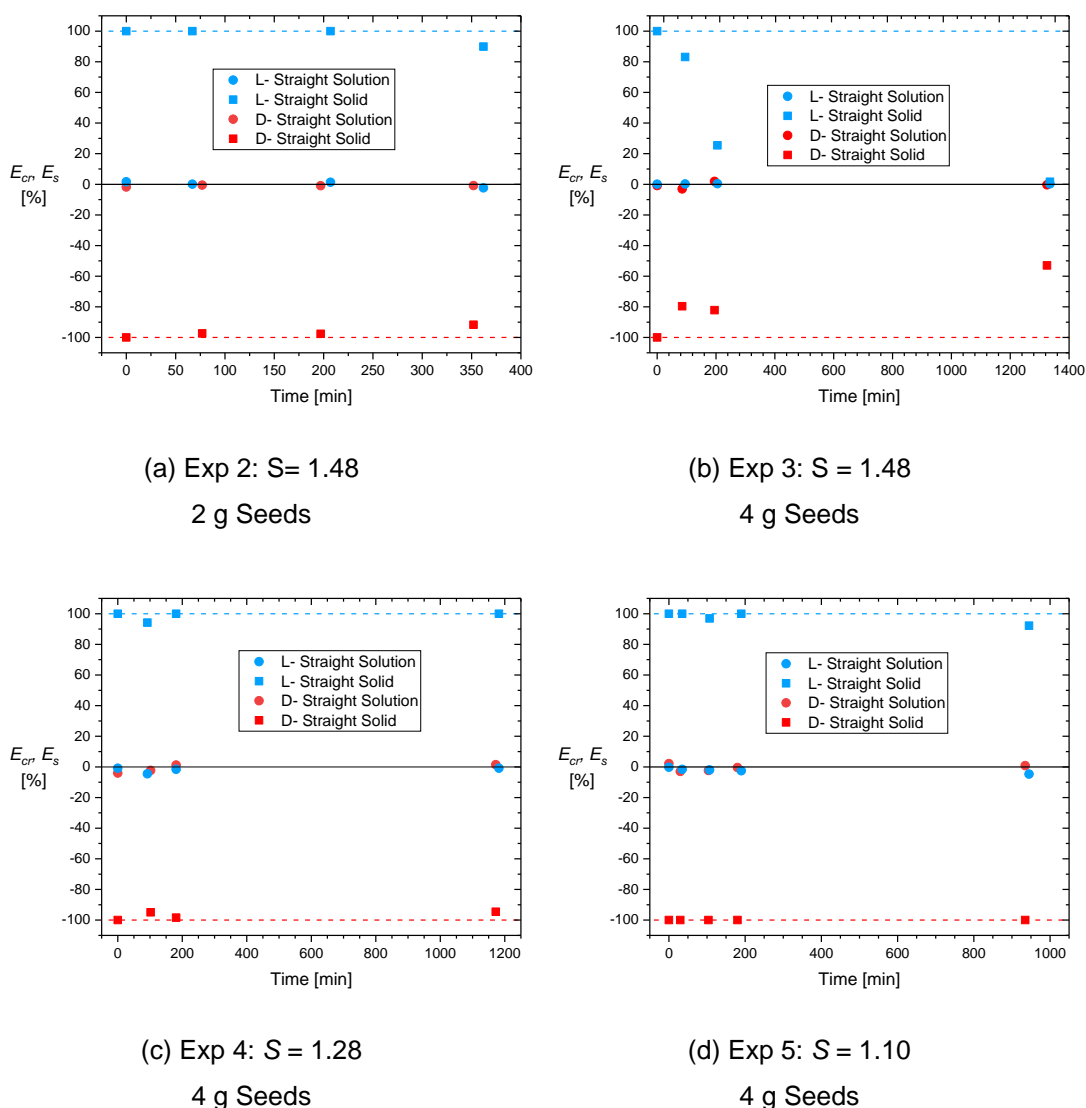 100
80
60
40
20
0
-20
-40
-60
-80
-100
E_cr, E_s
[%]
L- Straight Solution
L- Straight Solid
D- Straight Solution
D- Straight Solid
0 50 100 150 200 250 300 350 400
Time [min]
(a) Exp 2: S= 1.48
2 g Seeds
100
80
60
40
20
0
-20
-40
-60
-80
-100
E_cr, E_s
[%]
L- Straight Solution
L- Straight Solid
D- Straight Solution
D- Straight Solid
0 200 400 600 800 1000 1200 1400
Time [min]
(b) Exp 3: S = 1.48
4 g Seeds
100
80
60
40
20
0
-20
-40
-60
-80
-100
E_cr, E_s
[%]
L- Straight Solution
L- Straight Solid
D- Straight Solution
D- Straight Solid
0 200 400 600 800 1000 1200
Time [min]
(c) Exp 4: S = 1.28
4 g Seeds
100
80
60
40
20
0
-20
-40
-60
-80
-100
E_cr, E_s
[%]
L- Straight Solution
L- Straight Solid
D- Straight Solution
D- Straight Solid
0 200 400 600 800 1000
Time [min]
(d) Exp 5: S = 1.10
4 g Seeds